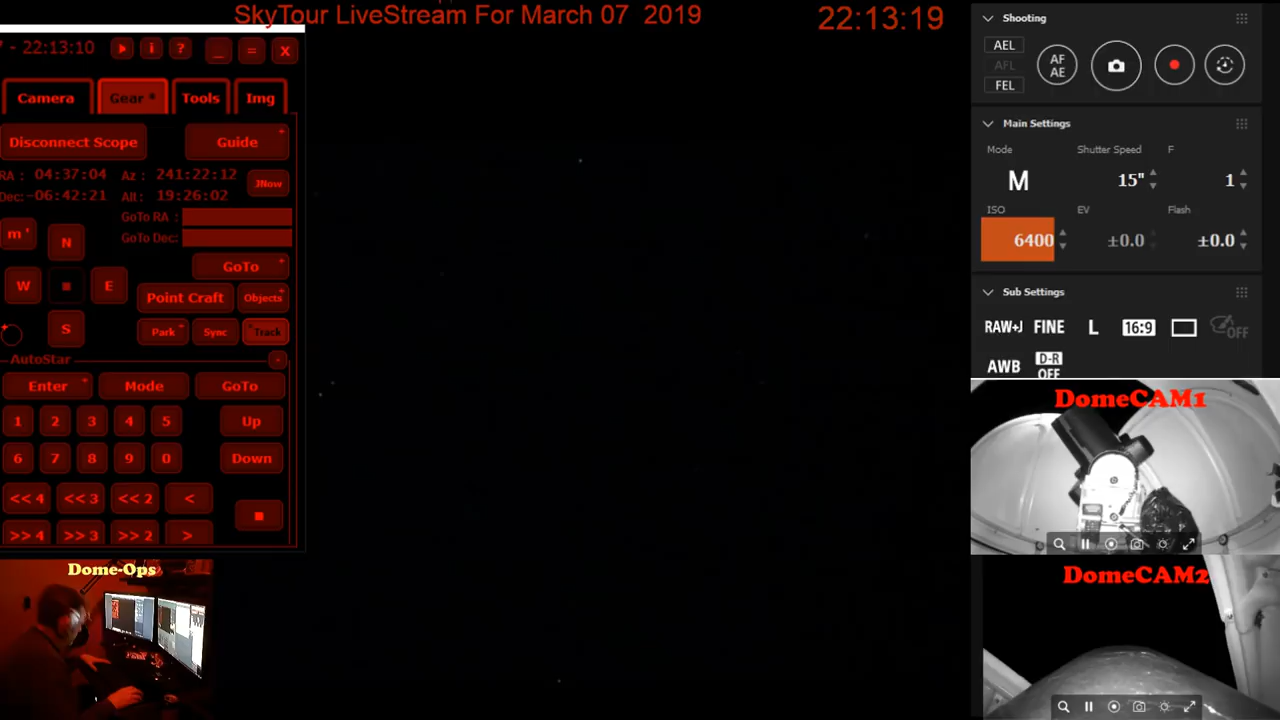 SkyTour LiveStream For March 07 2019
22:13:19
- 22:13:10
i
?
_
=
X
Camera
Gear *
Tools
Img
Disconnect Scope
Guide
RA : 04:37:04 Az : 241:22:12
Dec: -06:42:21 Alt : 19:26:02
JNow
GoTo RA :
GoTo Dec:
m '
N
GoTo
W
E
Point Craft
Objects
S
Park
Sync
Track
AutoStar
Enter
Mode
GoTo
1 2 3 4 5
Up
6 7 8 9 0
Down
<< 4 << 3 << 2 <
>> 4 >> 3 >> 2 >
Dome-Ops
Shooting
AEL
AFL
FEL
AF
AE
Main Settings
Mode Shutter Speed F
M 15" 1
ISO EV Flash
6400 ±0.0 ±0.0
Sub Settings
RAW+J FINE L 16:9 OFF
AWB D-R
OFF
DomeCAM1
DomeCAM2